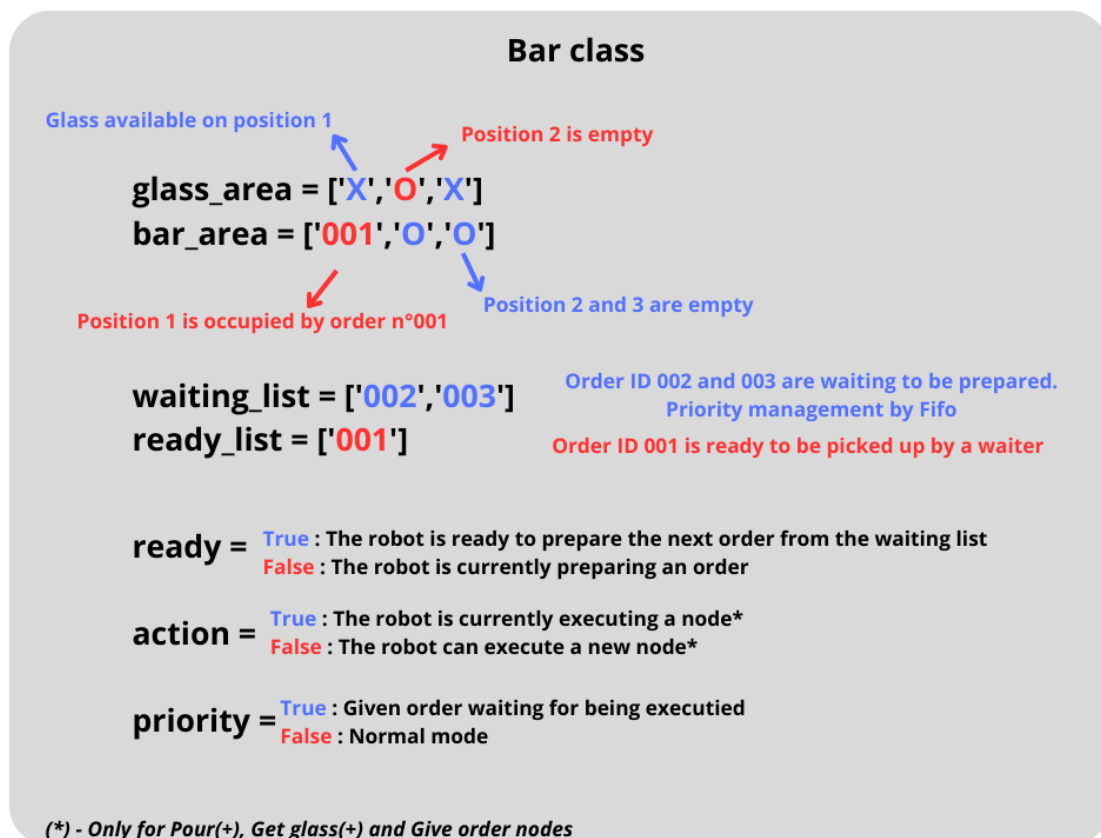 Bar class
Glass available on position 1
Position 2 is empty
glass_area = ['X','O','X']
bar_area = ['001','O','O']
Position 2 and 3 are empty
Position 1 is occupied by order n°001
waiting_list = ['002','003']
Order ID 002 and 003 are waiting to be prepared.
Priority management by Fifo
ready_list = ['001']
Order ID 001 is ready to be picked up by a waiter
ready =
True : The robot is ready to prepare the next order from the waiting list
False : The robot is currently preparing an order
action =
True : The robot is currently executing a node*
False : The robot can execute a new node*
priority =
True : Given order waiting for being executied
False : Normal mode
(*) - Only for Pour(+), Get glass(+) and Give order nodes